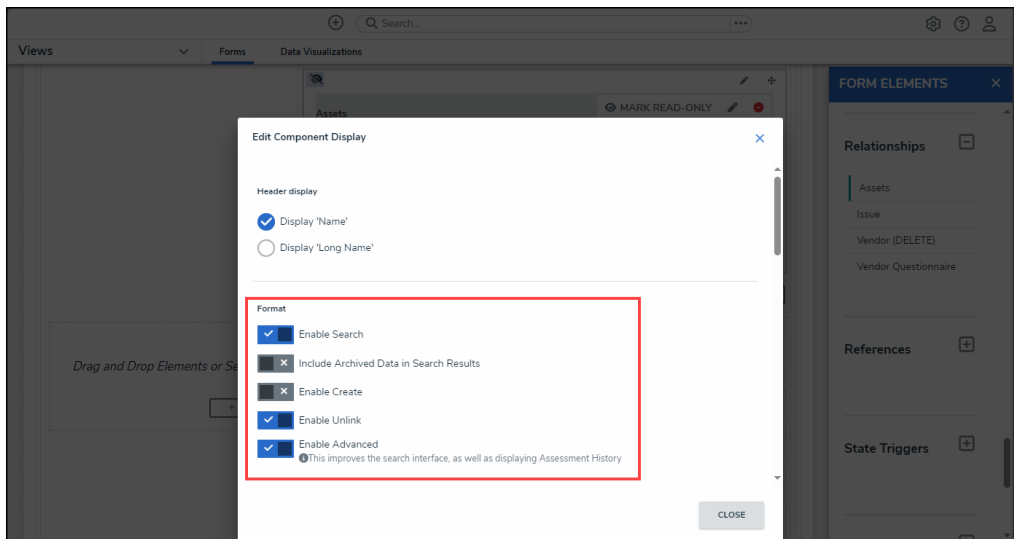 Search...
Views
Forms
Data Visualizations
FORM ELEMENTS
Assets
MARK READ-ONLY
Edit Component Display
Header display
Display 'Name'
Display 'Long Name'
Format
Enable Search
Include Archived Data in Search Results
Enable Create
Enable Unlink
Enable Advanced
This improves the search interface, as well as displaying Assessment History
CLOSE
Drag and Drop Elements or Se
Relationships
Assets
Issue
Vendor (DELETE)
Vendor Questionnaire
References
State Triggers